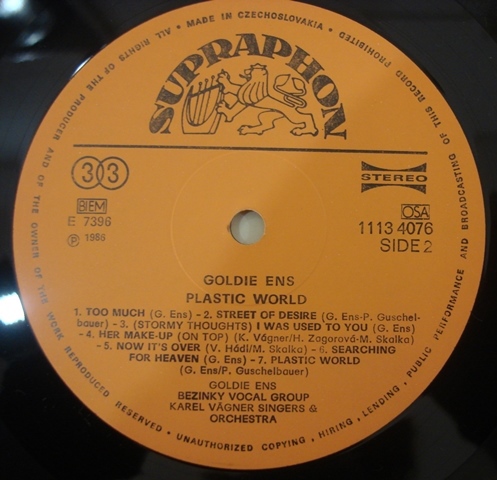 ALL RIGHTS OF THE PRODUCER AND OF THE OWNER OF THE WORK REPRODUCED RESERVED • UNAUTHORIZED COPYING, HIRING, LENDING, PUBLIC PERFORMANCE AND BROADCASTING OF THIS RECORD PROHIBITED • MADE IN CZECHOSLOVAKIA •
SUPRAPHON
33
STEREO
BIEM
OSA
E 7396
1113 4076
℗ 1986
SIDE 2
GOLDIE ENS
PLASTIC WORLD
1. TOO MUCH (G. Ens) – 2. STREET OF DESIRE (G. Ens-P. Guschel-
bauer) – 3. (STORMY THOUGHTS) I WAS USED TO YOU (G. Ens)
– 4. HER MAKE-UP (ON TOP) (K. Vágner/H. Zagorová-M. Skalka)
– 5. NOW IT'S OVER (V. Hádl/M. Skalka) – 6. SEARCHING
FOR HEAVEN (G. Ens) – 7. PLASTIC WORLD
(G. Ens/P. Guschelbauer)
GOLDIE ENS
BEZINKY VOCAL GROUP
KAREL VÁGNER SINGERS &
ORCHESTRA